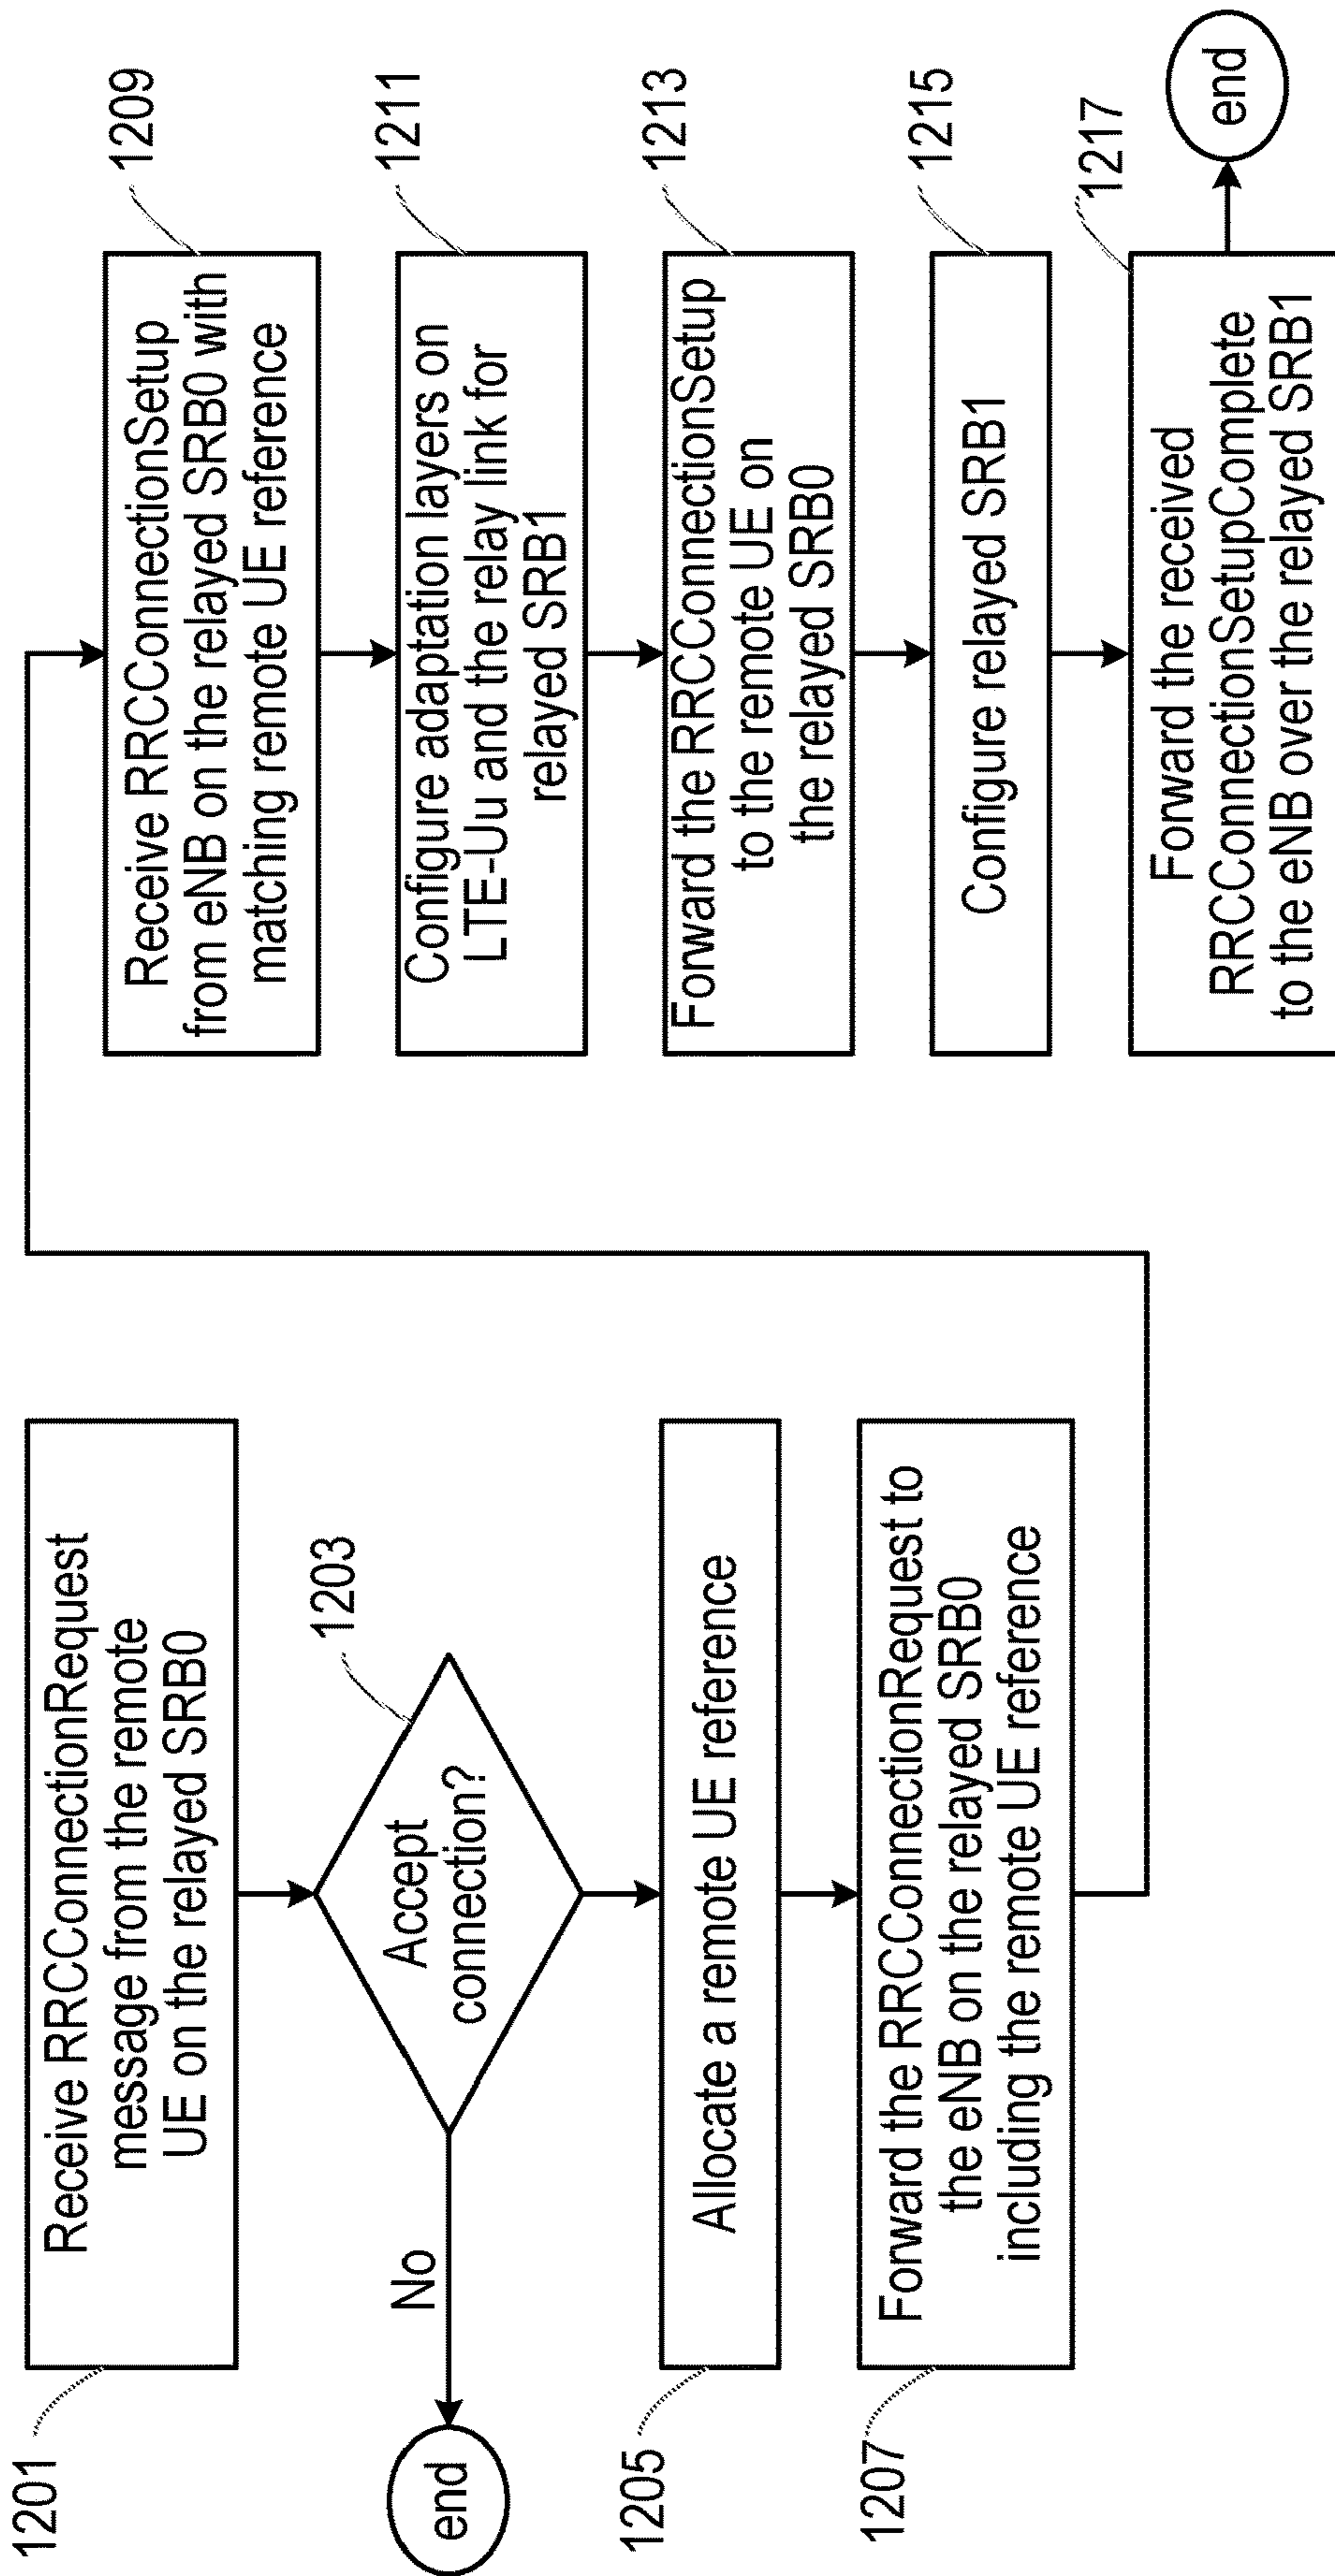 1201
Receive RRCConnectionRequest
message from the remote
UE on the relayed SRB0
1203
Accept
connection?
No
end
1205
Allocate a remote UE reference
1207
Forward the RRCConnectionRequest to
the eNB on the relayed SRB0
including the remote UE reference
1209
Receive RRCConnectionSetup
from eNB on the relayed SRB0 with
matching remote UE reference
1211
Configure adaptation layers on
LTE-Uu and the relay link for
relayed SRB1
1213
Forward the RRCConnectionSetup
to the remote UE on
the relayed SRB0
1215
Configure relayed SRB1
1217
Forward the received
RRCConnectionSetupComplete
to the eNB over the relayed SRB1
end